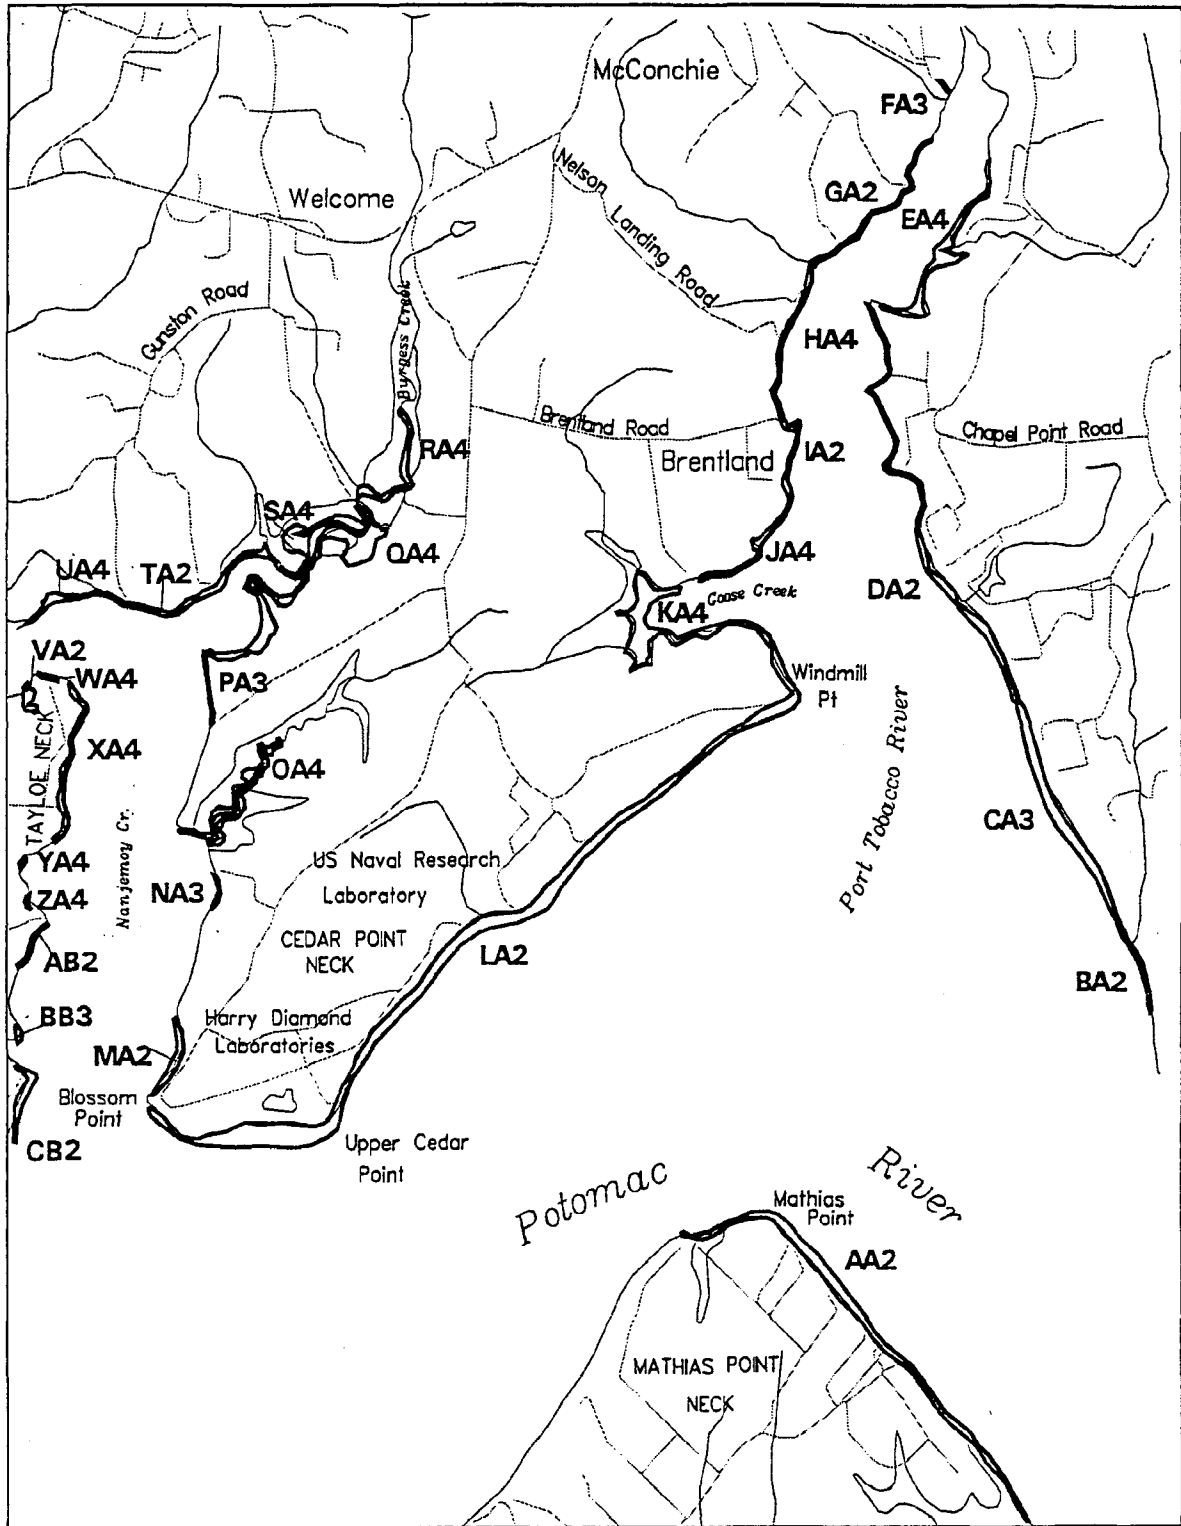 McConchie
FA3
Welcome
Nelson
Landing
Road
GA2
EA4
Gunston Road
Burgess Creek
HA4
Brentland Road
Chapel Point Road
RA4
Brentland
IA2
SA4
QA4
JA4
UA4
TA2
DA2
KA4
Goose Creek
VA2
WA4
PA3
Windmill
Pt
XA4
TAYLOE NECK
OA4
Port Tobacco River
CA3
Nanjemoy Cr.
YA4
ZA4
NA3
US Naval Research
Laboratory
CEDAR POINT
NECK
LA2
AB2
BA2
BB3
Harry Diamond
Laboratories
MA2
Blossom
Point
CB2
Upper Cedar
Point
Potomac
River
Mathias
Point
AA2
MATHIAS POINT
NECK